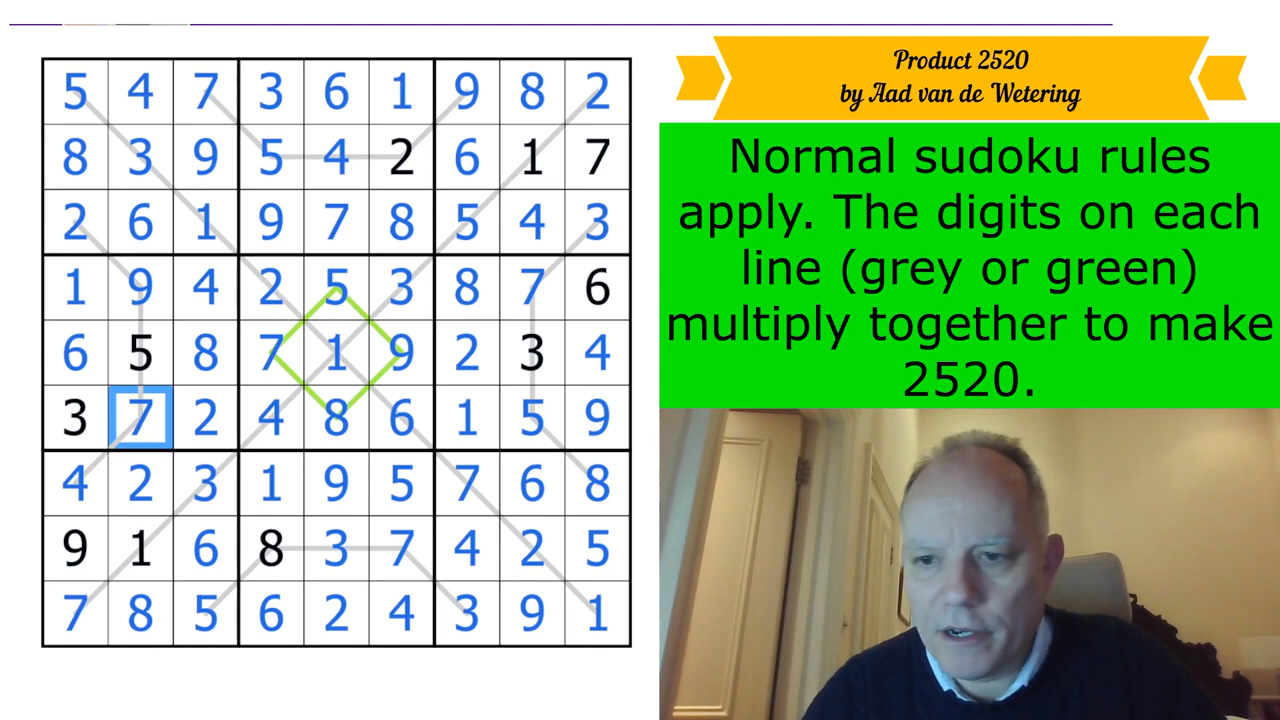 Product 2520
by Aad van de Wetering
Normal sudoku rules
apply. The digits on each
line (grey or green)
multiply together to make
2520.
5 4 7 3 6 1 9 8 2
8 3 9 5 4 2 6 1 7
2 6 1 9 7 8 5 4 3
1 9 4 2 5 3 8 7 6
6 5 8 7 1 9 2 3 4
3 7 2 4 8 6 1 5 9
4 2 3 1 9 5 7 6 8
9 1 6 8 3 7 4 2 5
7 8 5 6 2 4 3 9 1